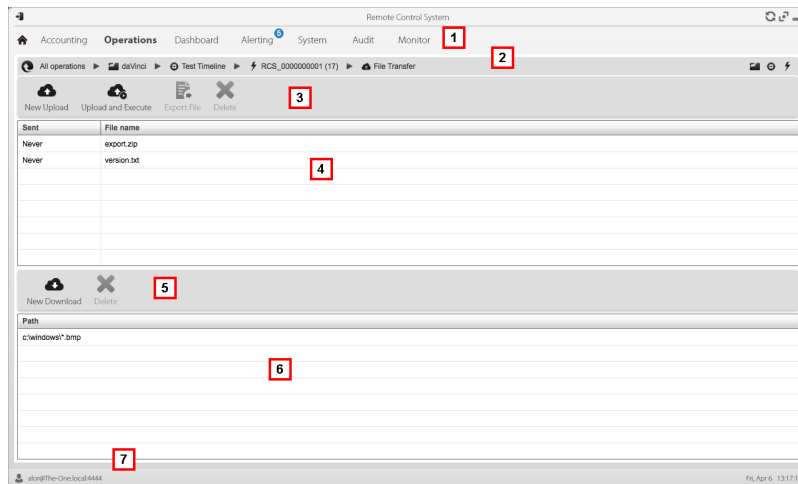 Remote Control System
Accounting Operations Dashboard Alerting 5 System Audit Monitor 1
All operations daVinci Test Timeline RCS_0000000001 (17) File Transfer 2
New Upload Upload and Execute Export File Delete 3
Sent File name
Never export.zip
Never version.txt
4
New Download Delete 5
Path
c:\windows\*.bmp
6
7
alor@The-One.local:4444 Fri, Apr 6 13:17:1